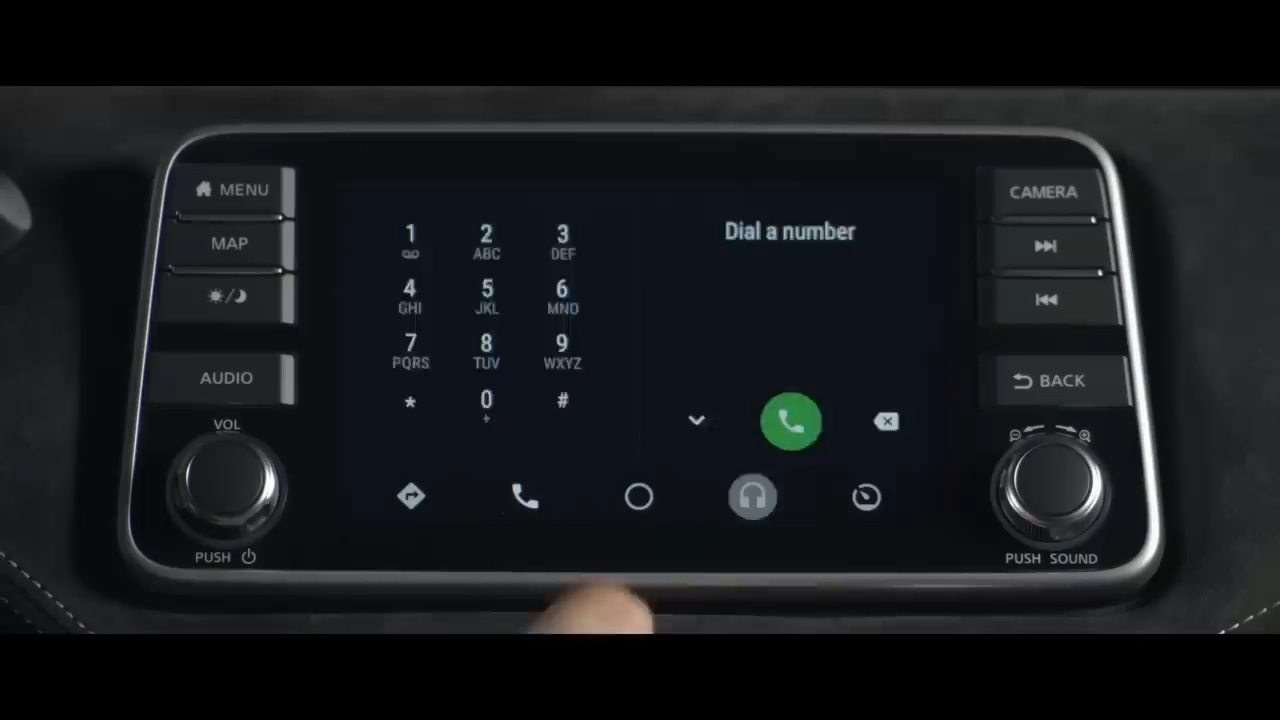 MENU
MAP
AUDIO
VOL
PUSH
1 2 3
ABC DEF
4 5 6
GHI JKL MNO
7 8 9
PQRS TUV WXYZ
* 0 #
+
Dial a number
CAMERA
BACK
PUSH SOUND